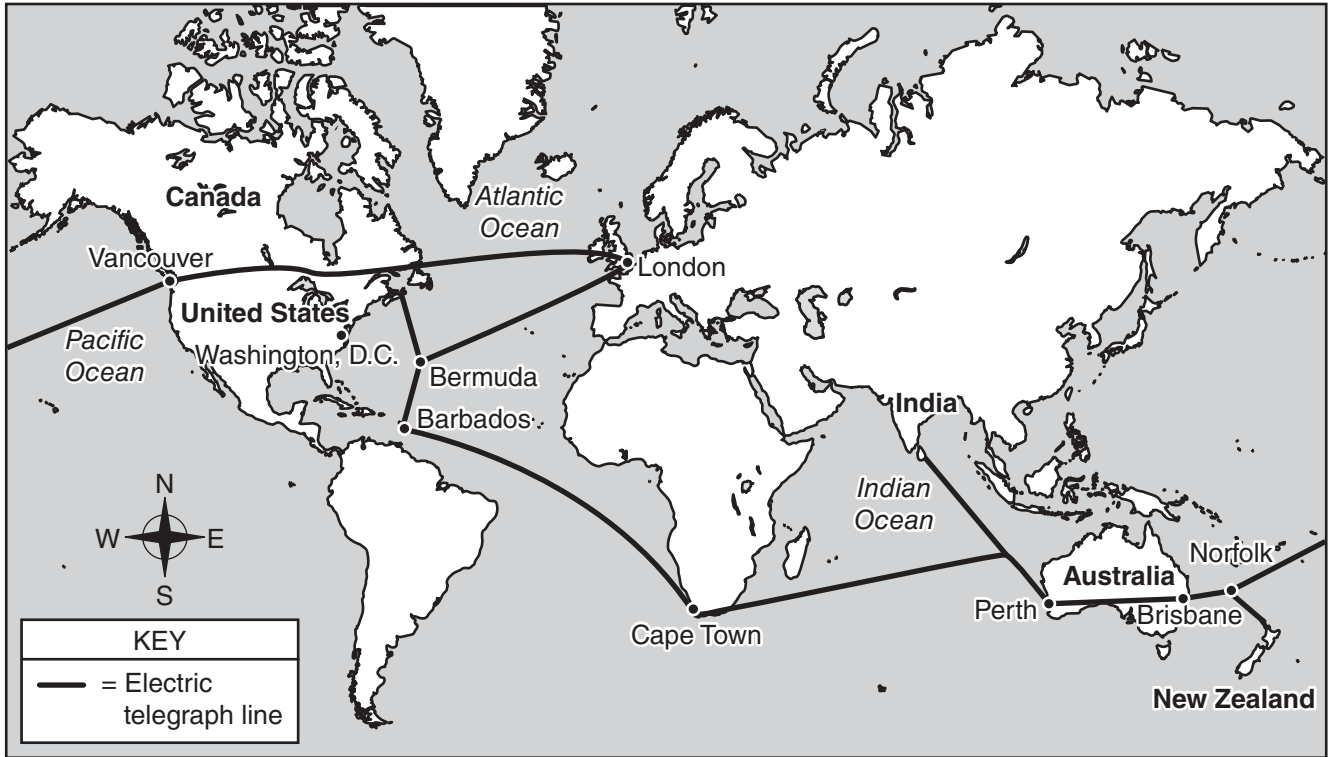 Canada
Atlantic
Ocean
Vancouver
London
United States
Pacific
Ocean
Washington, D.C.
Bermuda
Barbados
India
Indian
Ocean
N
W
E
S
Norfolk
Australia
Perth
Brisbane
Cape Town
New Zealand
KEY
= Electric
telegraph line